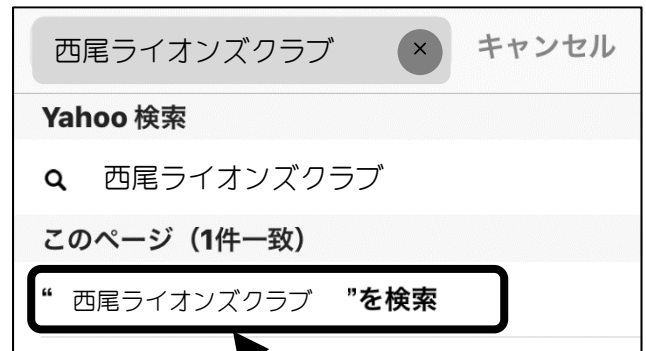 西尾ライオンズクラブ × キャンセル
Yahoo 検索
西尾ライオンズクラブ
このページ（1件一致）
“ 西尾ライオンズクラブ ”を検索